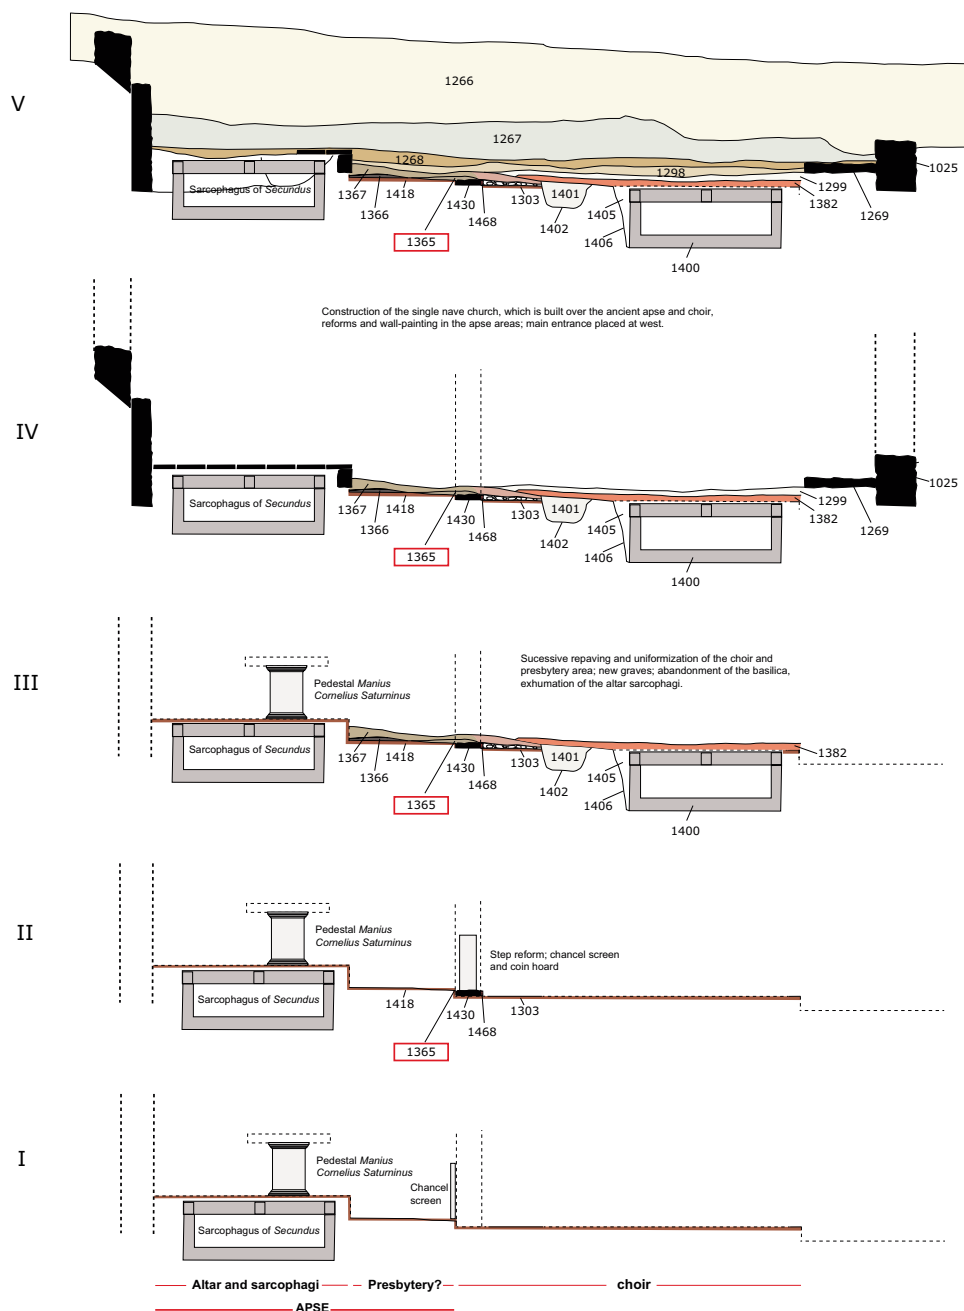 V
1266
1267
1268
1298
1025
Sarcophagus of Secundus
1367
1366
1418
1430
1468
1303
1401
1402
1405
1406
1299
1382
1269
1365
1400
Construction of the single nave church, which is built over the ancient apse and choir,
reforms and wall-painting in the apse areas; main entrance placed at west.
IV
1025
Sarcophagus of Secundus
1367
1366
1418
1430
1468
1303
1401
1402
1405
1406
1299
1382
1269
1365
1400
III
Sucessive repaving and uniformization of the choir and
presbytery area; new graves; abandonment of the basilica,
exhumation of the altar sarcophagi.
Pedestal Manius
Cornelius Saturninus
Sarcophagus of Secundus
1367
1366
1418
1430
1468
1303
1401
1402
1405
1406
1382
1365
1400
II
Pedestal Manius
Cornelius Saturninus
Step reform; chancel screen
and coin hoard
Sarcophagus of Secundus
1418
1430
1468
1303
1365
I
Pedestal Manius
Cornelius Saturninus
Chancel
screen
Sarcophagus of Secundus
Altar and sarcophagi
Presbytery?
choir
APSE